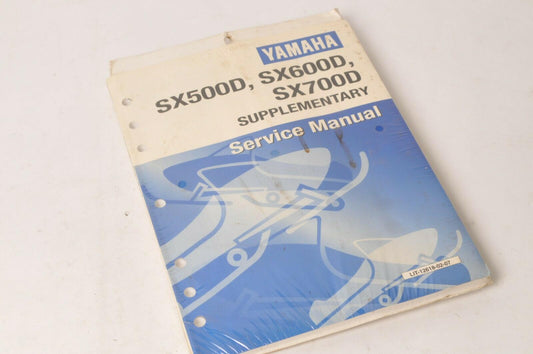 YAMAHA
SX500D, SX600D,
SX700D
SUPPLEMENTARY
Service Manual
LIT-12618-02-07